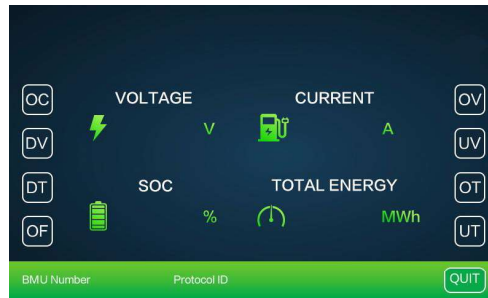 OC VOLTAGE CURRENT OV
DV V A UV
DT SOC TOTAL ENERGY OT
OF % MWh UT
BMU Number Protocol ID QUIT